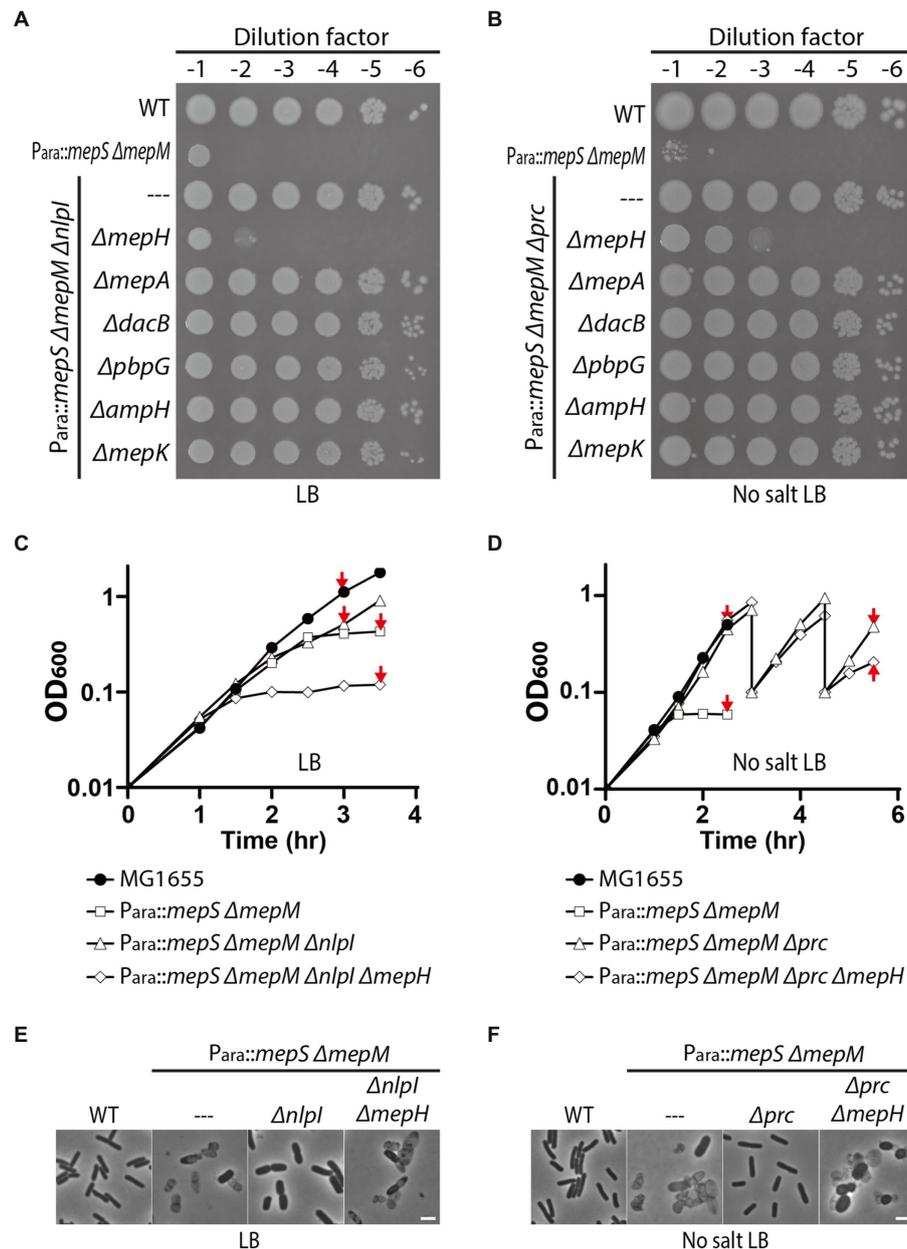 A
Dilution factor
-1 -2 -3 -4 -5 -6
WT
Para::mepS ΔmepM
---
ΔmepH
ΔmepA
ΔdacB
ΔpbpG
ΔampH
ΔmepK
Para::mepS ΔmepM ΔnlpI
LB
B
Dilution factor
-1 -2 -3 -4 -5 -6
WT
Para::mepS ΔmepM
---
ΔmepH
ΔmepA
ΔdacB
ΔpbpG
ΔampH
ΔmepK
Para::mepS ΔmepM Δprc
No salt LB
C
OD600
1
0.1
0.01
0 1 2 3 4
LB
Time (hr)
MG1655
Para::mepS ΔmepM
Para::mepS ΔmepM ΔnlpI
Para::mepS ΔmepM ΔnlpI ΔmepH
D
OD600
1
0.1
0.01
0 2 4 6
No salt LB
Time (hr)
MG1655
Para::mepS ΔmepM
Para::mepS ΔmepM Δprc
Para::mepS ΔmepM Δprc ΔmepH
E
Para::mepS ΔmepM
ΔnlpI
WT --- ΔnlpI ΔmepH
LB
F
Para::mepS ΔmepM
Δprc
WT --- Δprc ΔmepH
No salt LB